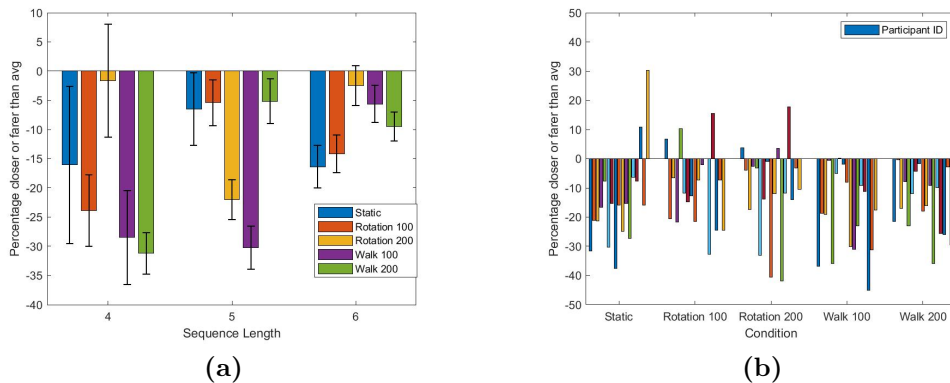 10
5
0
-5
-10
-15
-20
-25
-30
-35
-40
Percentage closer or farer than avg
Static
Rotation 100
Rotation 200
Walk 100
Walk 200
4
5
6
Sequence Length
(a)
50
40
30
20
10
0
-10
-20
-30
-40
-50
Percentage closer or farer than avg
Participant ID
Static
Rotation 100
Rotation 200
Walk 100
Walk 200
Condition
(b)